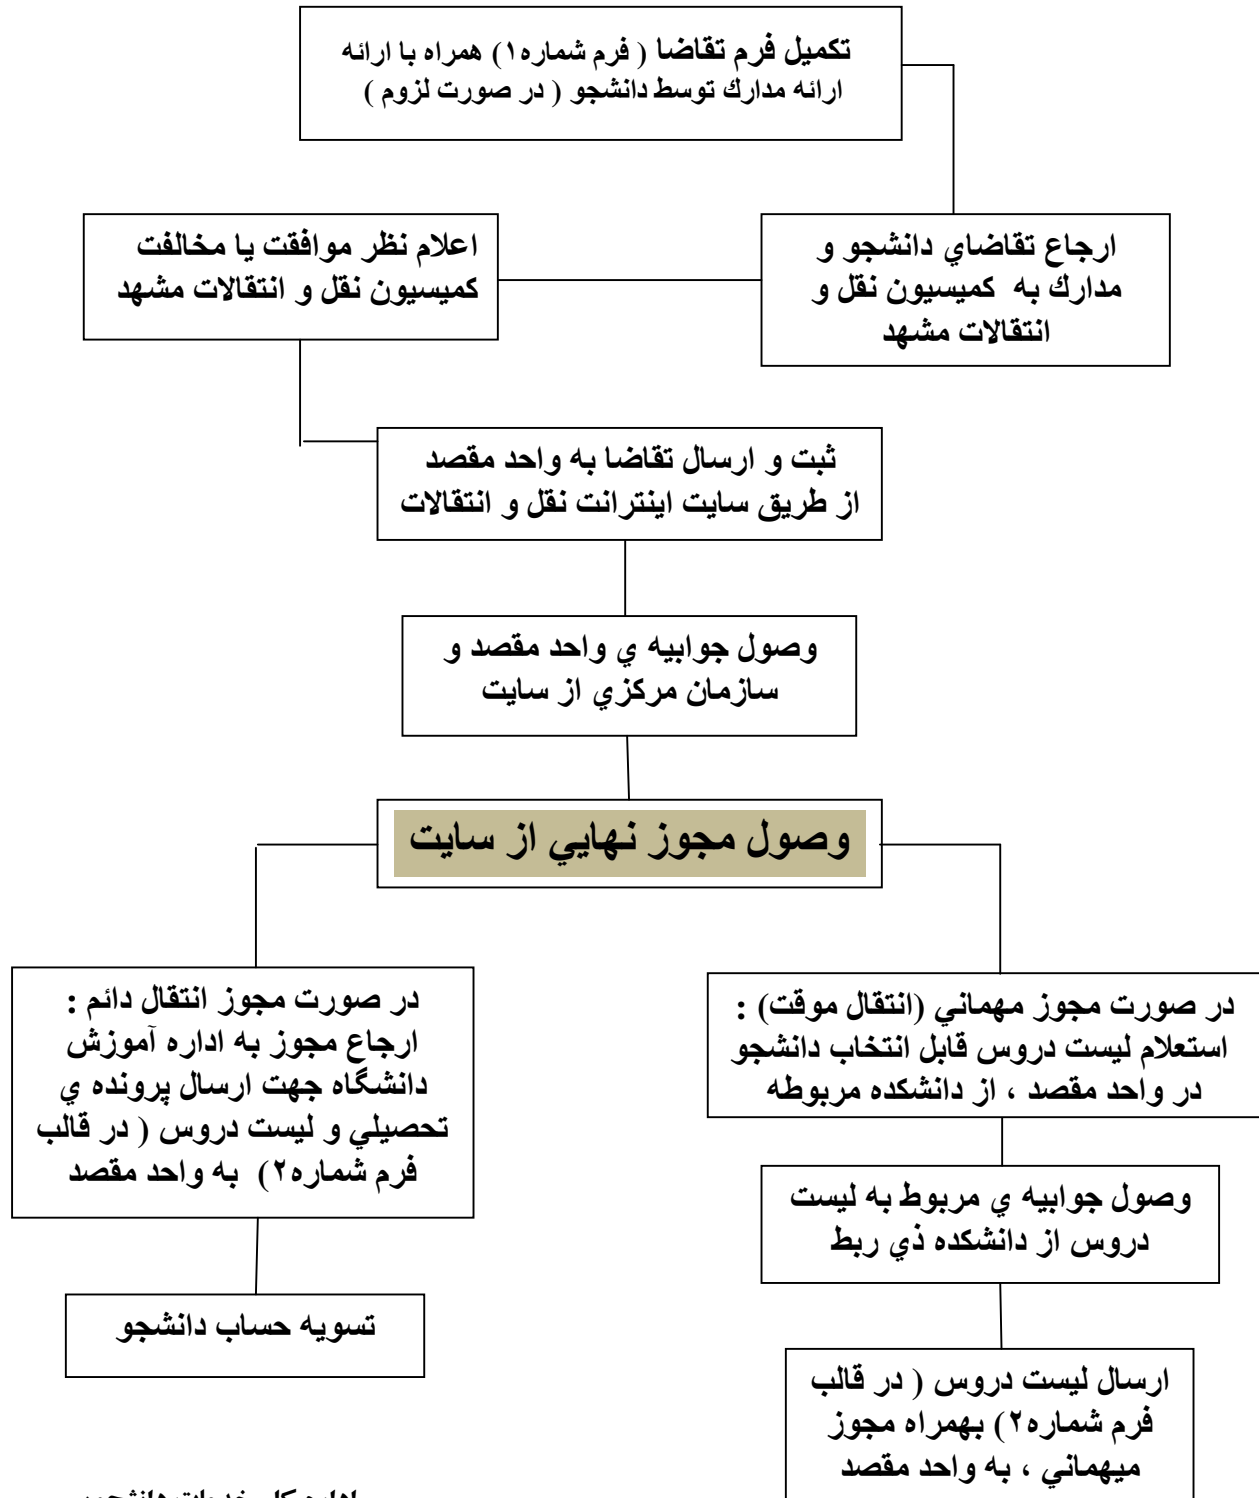 تكميل فرم تقاضا ( فرم شماره۱) همراه با ارائه
ارائه مدارك توسط دانشجو ( در صورت لزوم )
ارجاع تقاضاي دانشجو و
مدارك به كميسيون نقل و
انتقالات مشهد
اعلام نظر موافقت يا مخالفت
كميسيون نقل و انتقالات مشهد
ثبت و ارسال تقاضا به واحد مقصد
از طريق سايت اينترانت نقل و انتقالات
وصول جوابيه ي واحد مقصد و
سازمان مركزي از سايت
وصول مجوز نهايي از سايت
در صورت مجوز مهماني (انتقال موقت) :
استعلام ليست دروس قابل انتخاب دانشجو
در واحد مقصد ، از دانشكده مربوطه
وصول جوابيه ي مربوط به ليست
دروس از دانشكده ذي ربط
ارسال ليست دروس ( در قالب
فرم شماره۲) بهمراه مجوز
ميهماني ، به واحد مقصد
در صورت مجوز انتقال دائم :
ارجاع مجوز به اداره آموزش
دانشگاه جهت ارسال پرونده ي
تحصيلي و ليست دروس ( در قالب
فرم شماره۲) به واحد مقصد
تسويه حساب دانشجو